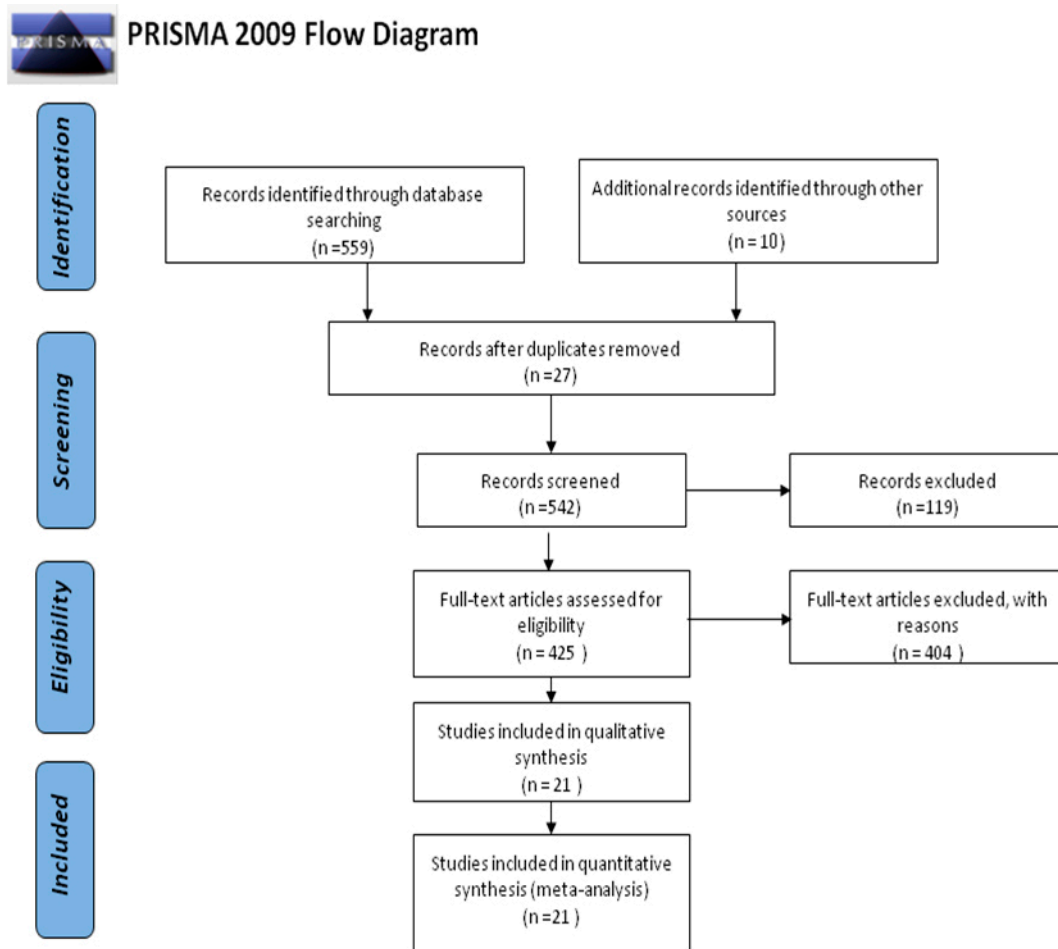 PRISMA
PRISMA 2009 Flow Diagram
Identification
Records identified through database
searching
(n =559)
Additional records identified through other
sources
(n = 10)
Screening
Records after duplicates removed
(n =27)
Records screened
(n =542)
Records excluded
(n =119)
Eligibility
Full-text articles assessed for
eligibility
(n = 425 )
Full-text articles excluded, with
reasons
(n = 404 )
Studies included in qualitative
synthesis
(n = 21 )
Included
Studies included in quantitative
synthesis (meta-analysis)
(n =21 )